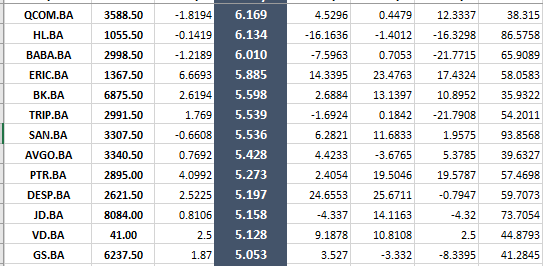 QCOM.BA 3588.50 -1.8194 6.169 4.5296 0.4479 12.3337 38.315
HL.BA 1055.50 -0.1419 6.134 -16.1636 -1.4012 -16.3298 86.5758
BABA.BA 2998.50 -1.2189 6.010 -7.5963 0.7053 -21.7715 65.9089
ERIC.BA 1367.50 6.6693 5.885 14.3395 23.4763 17.4324 58.0583
BK.BA 6875.50 2.6194 5.598 2.6884 13.1397 10.8952 35.9322
TRIP.BA 2991.50 1.769 5.539 -1.6924 0.1842 -21.7908 54.2011
SAN.BA 3307.50 -0.6608 5.536 6.2821 11.6833 1.9575 93.8568
AVGO.BA 3340.50 0.7692 5.428 4.4233 -3.6765 5.3785 39.6327
PTR.BA 2895.00 4.0992 5.273 2.4054 19.5046 19.5787 57.4698
DESP.BA 2621.50 2.5225 5.197 24.6553 25.6711 -0.7947 59.7073
JD.BA 8084.00 0.8106 5.158 -4.337 14.1163 -4.32 73.7054
VD.BA 41.00 2.5 5.128 9.1878 10.8108 2.5 44.8793
GS.BA 6237.50 1.87 5.053 3.527 -3.332 -8.3395 41.2845